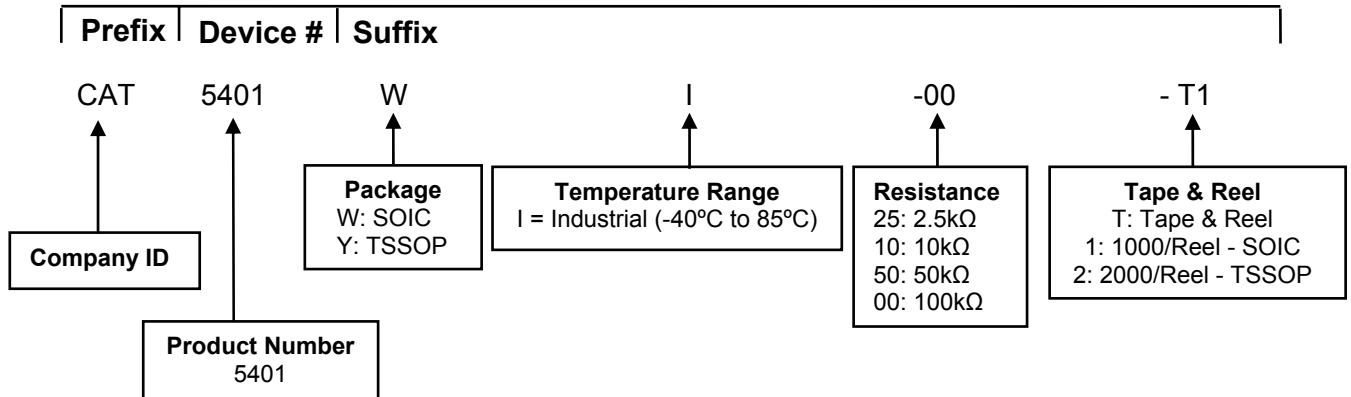 Prefix Device # Suffix
CAT 5401 W I -00 - T1
Company ID
Product Number
5401
Package
W: SOIC
Y: TSSOP
Temperature Range
I = Industrial (-40ºC to 85ºC)
Resistance
25: 2.5kΩ
10: 10kΩ
50: 50kΩ
00: 100kΩ
Tape & Reel
T: Tape & Reel
1: 1000/Reel - SOIC
2: 2000/Reel - TSSOP